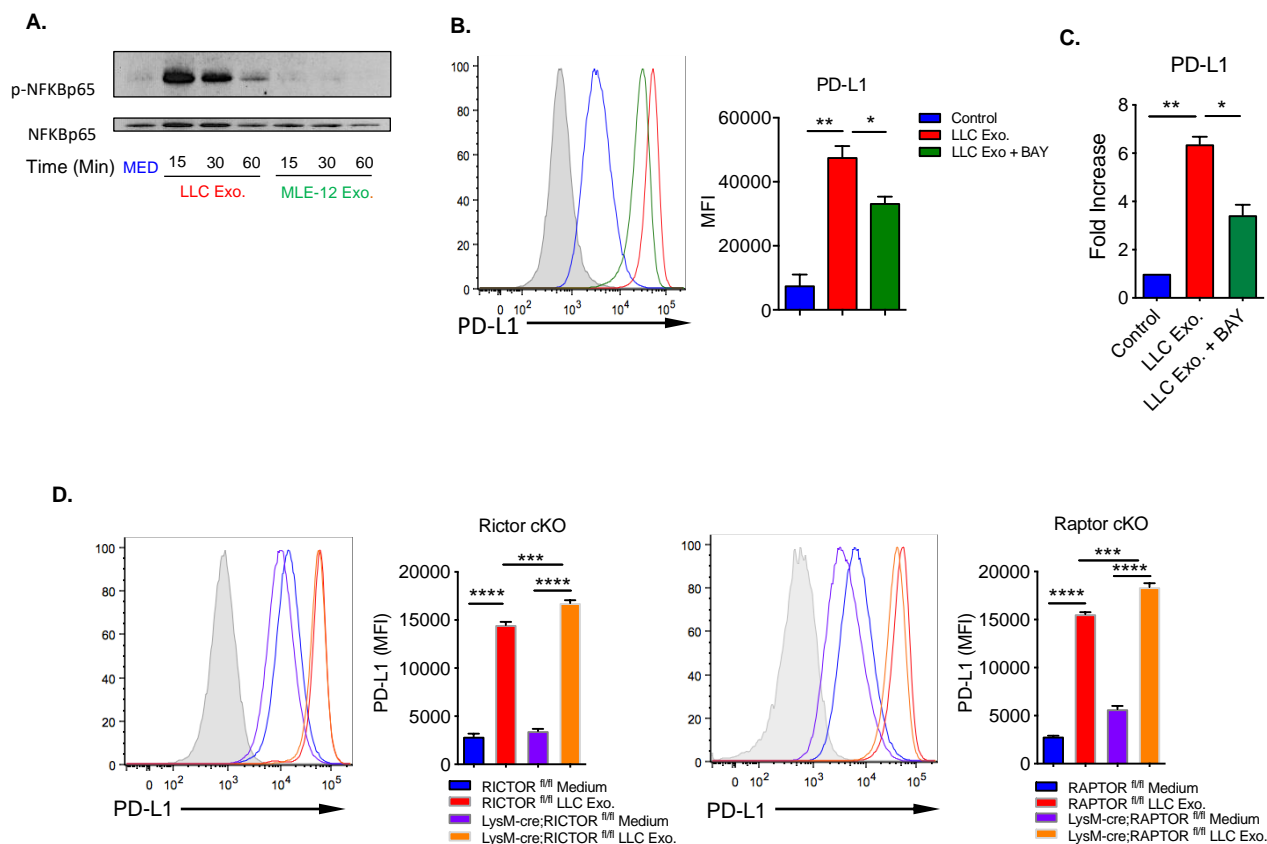 A.
p-NFKBp65
NFKBp65
Time (Min) MED 15 30 60 15 30 60
LLC Exo. MLE-12 Exo.
B.
100
80
60
40
20
0
0 10² 10³ 10⁴ 10⁵
PD-L1
PD-L1
60000
40000
20000
0
MFI
** *
Control
LLC Exo.
LLC Exo + BAY
C.
PD-L1
8
6
4
2
0
Fold Increase
** *
Control
LLC Exo.
LLC Exo. + BAY
D.
100
80
60
40
20
0
0 10² 10³ 10⁴ 10⁵
PD-L1
Rictor cKO
20000
15000
10000
5000
0
PD-L1 (MFI)
***
**** ****
RICTOR fl/fl Medium
RICTOR fl/fl LLC Exo.
LysM-cre;RICTOR fl/fl Medium
LysM-cre;RICTOR fl/fl LLC Exo.
100
80
60
40
20
0
0 10² 10³ 10⁴ 10⁵
PD-L1
Raptor cKO
20000
15000
10000
5000
0
PD-L1 (MFI)
***
**** ****
RAPTOR fl/fl Medium
RAPTOR fl/fl LLC Exo.
LysM-cre;RAPTOR fl/fl Medium
LysM-cre;RAPTOR fl/fl LLC Exo.